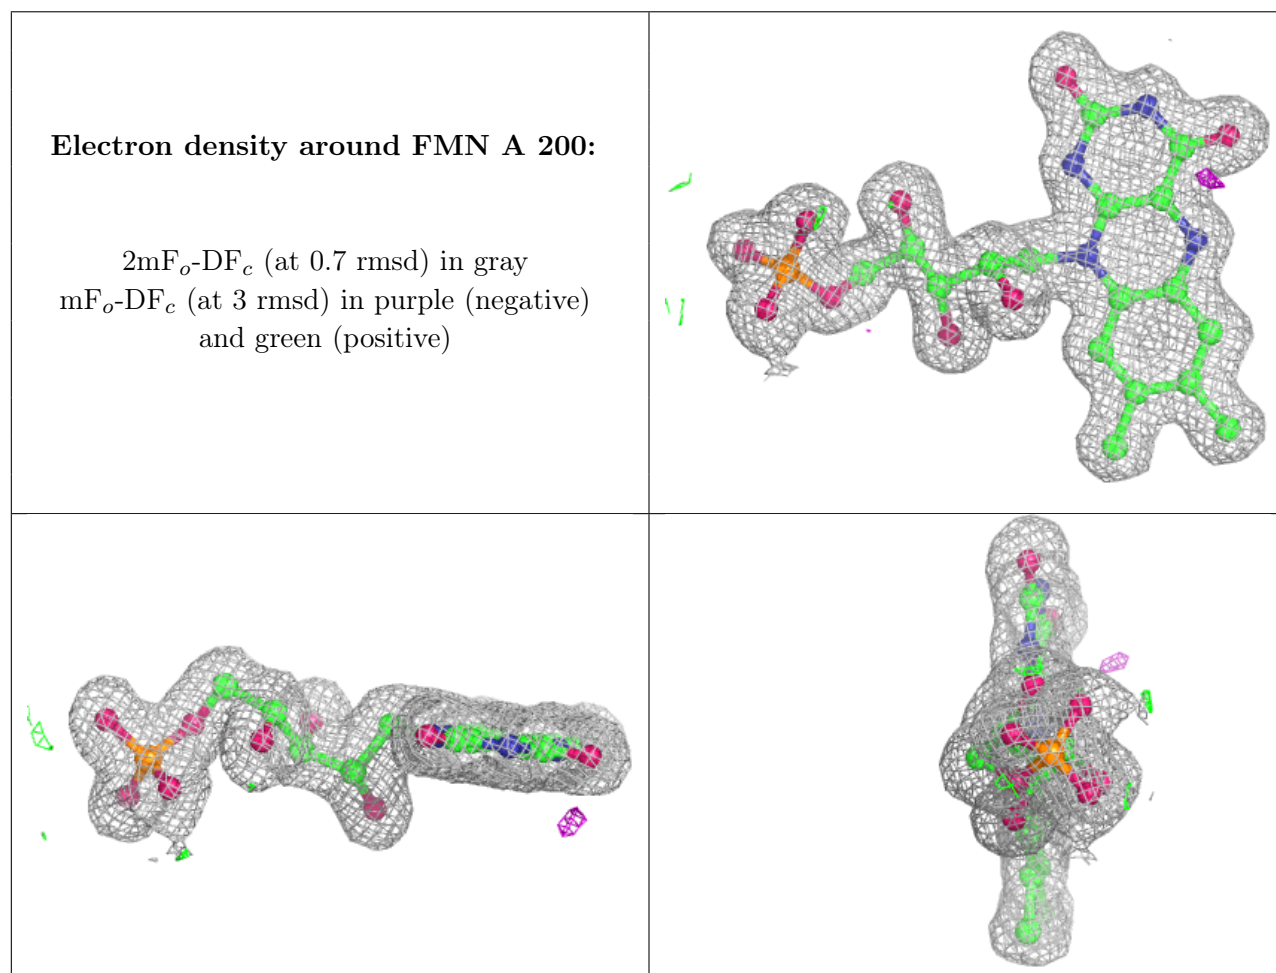 Electron density around FMN A 200:
2mFo-DFc (at 0.7 rmsd) in gray
mFo-DFc (at 3 rmsd) in purple (negative)
and green (positive)